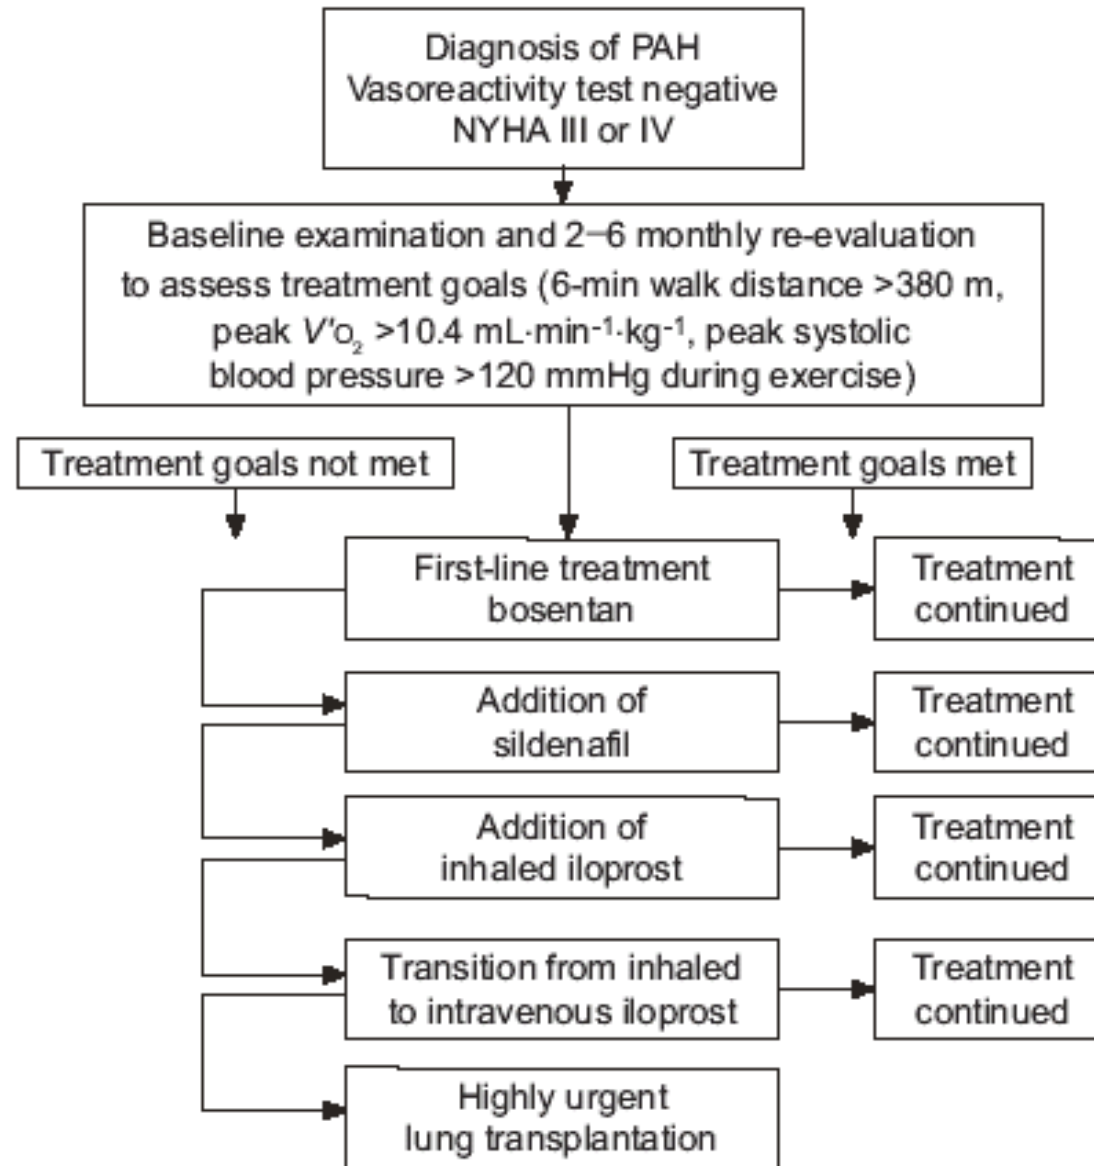 Diagnosis of PAH
Vasoreactivity test negative
NYHA III or IV
Baseline examination and 2–6 monthly re-evaluation
to assess treatment goals (6-min walk distance >380 m,
peak V'O₂ >10.4 mL·min⁻¹·kg⁻¹, peak systolic
blood pressure >120 mmHg during exercise)
Treatment goals not met
Treatment goals met
First-line treatment
bosentan
Treatment
continued
Addition of
sildenafil
Treatment
continued
Addition of
inhaled iloprost
Treatment
continued
Transition from inhaled
to intravenous iloprost
Treatment
continued
Highly urgent
lung transplantation